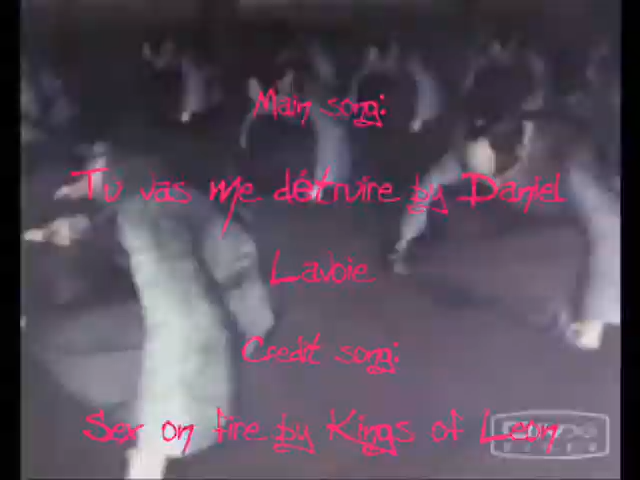 Main song:
Tu vas me détruire by Daniel
Lavoie
Credit song:
Sex on fire by Kings of Leon